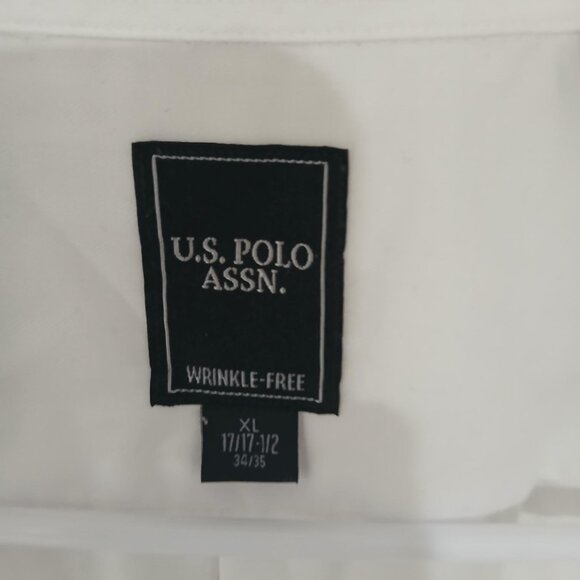 U.S. POLO
ASSN.
WRINKLE-FREE
XL
17/17-1/2
34/35